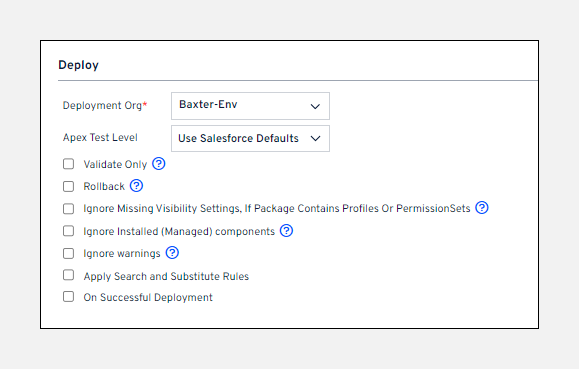 Deploy
Deployment Org* Baxter-Env
Apex Test Level Use Salesforce Defaults
Validate Only ?
Rollback ?
Ignore Missing Visibility Settings, If Package Contains Profiles Or PermissionSets ?
Ignore Installed (Managed) components ?
Ignore warnings ?
Apply Search and Substitute Rules
On Successful Deployment